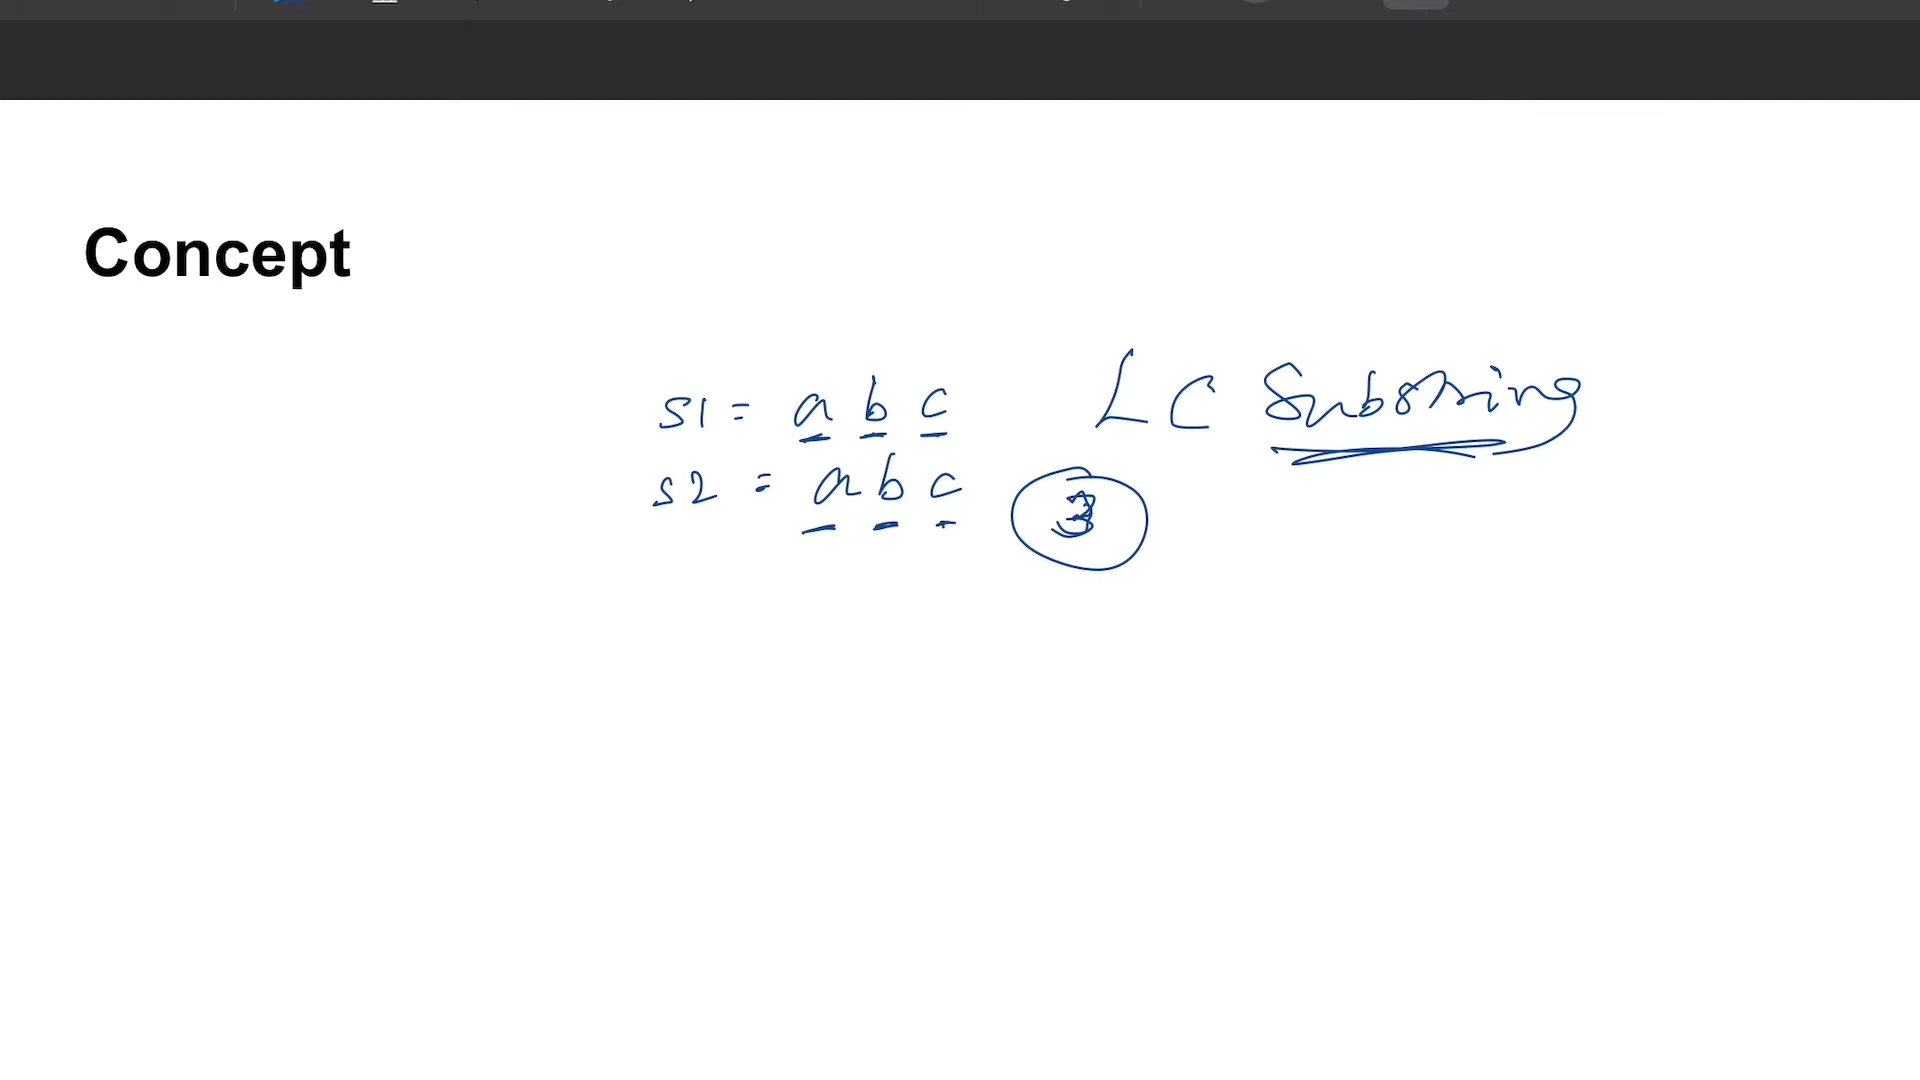 Concept
s1 = a b c LC Substring
s2 = a b c 3